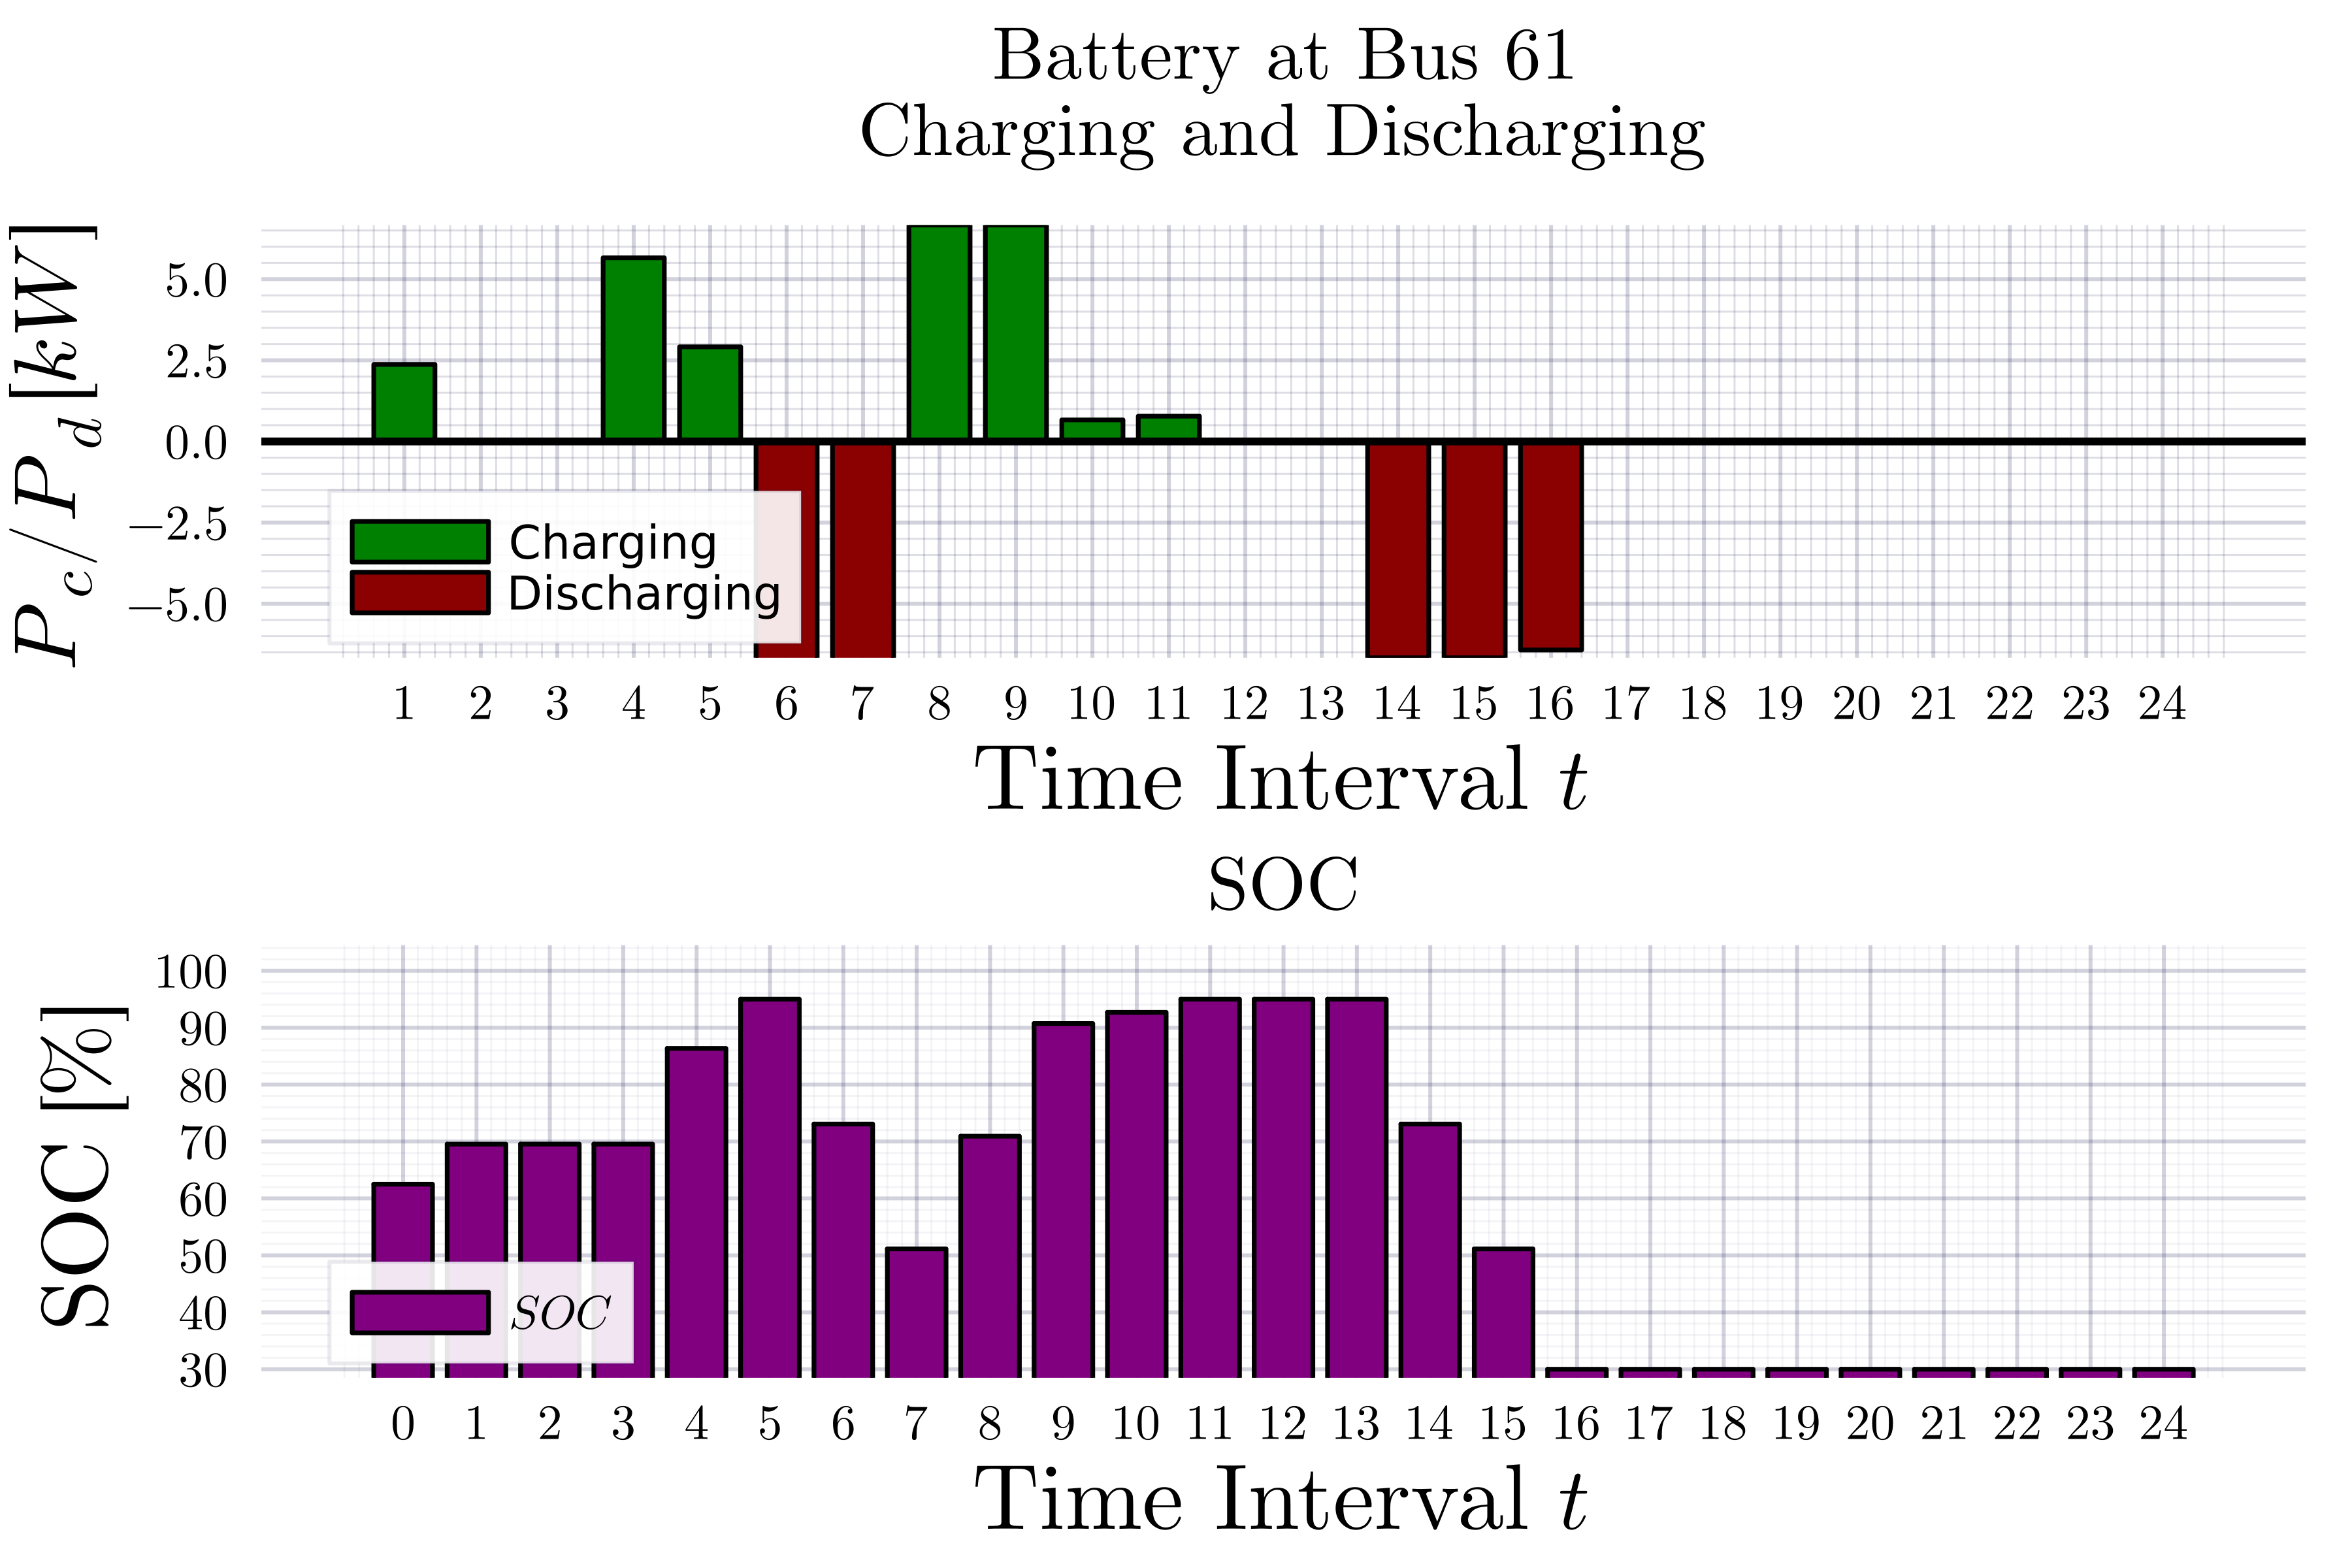 Battery at Bus 61
Charging and Discharging
P_c/P_d [kW]
5.0
2.5
0.0
−2.5
−5.0
Charging
Discharging
1 2 3 4 5 6 7 8 9 10 11 12 13 14 15 16 17 18 19 20 21 22 23 24
Time Interval t
SOC
SOC [%]
100
90
80
70
60
50
40
30
SOC
0 1 2 3 4 5 6 7 8 9 10 11 12 13 14 15 16 17 18 19 20 21 22 23 24
Time Interval t